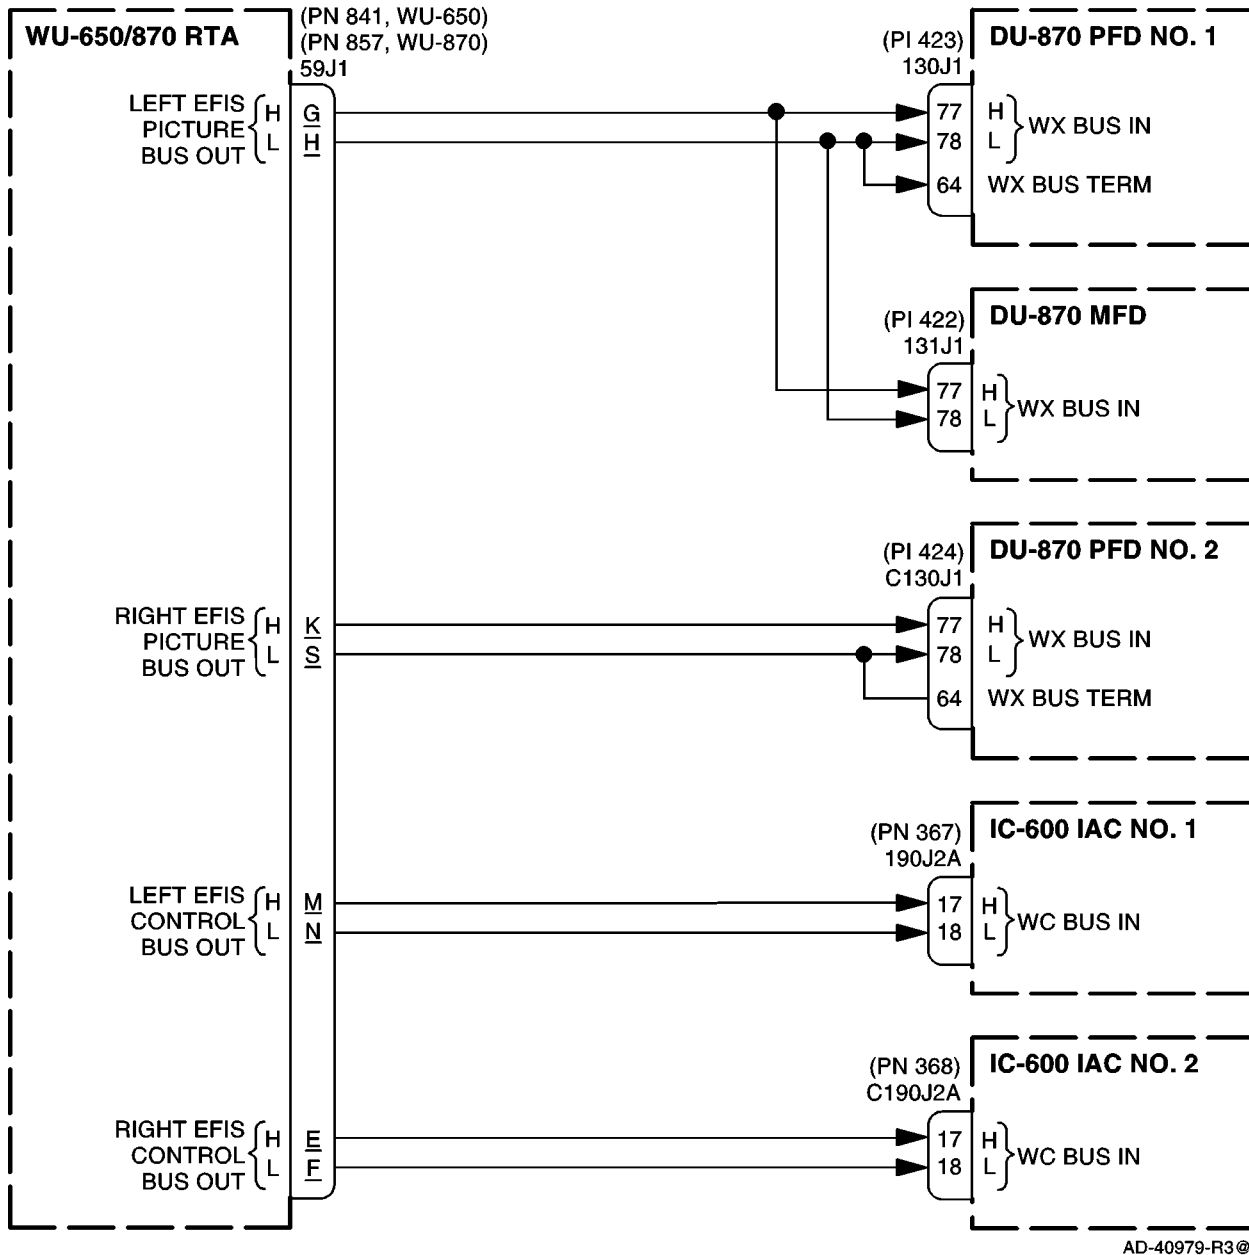 WU-650/870 RTA
(PN 841, WU-650)
(PN 857, WU-870)
59J1
LEFT EFIS
PICTURE
BUS OUT
H
L
G
H
(PI 423)
130J1
DU-870 PFD NO. 1
77
78
64
H
L
WX BUS IN
WX BUS TERM
(PI 422)
131J1
DU-870 MFD
77
78
H
L
WX BUS IN
RIGHT EFIS
PICTURE
BUS OUT
H
L
K
S
(PI 424)
C130J1
DU-870 PFD NO. 2
77
78
64
H
L
WX BUS IN
WX BUS TERM
LEFT EFIS
CONTROL
BUS OUT
H
L
M
N
(PN 367)
190J2A
IC-600 IAC NO. 1
17
18
H
L
WC BUS IN
RIGHT EFIS
CONTROL
BUS OUT
H
L
E
F
(PN 368)
C190J2A
IC-600 IAC NO. 2
17
18
H
L
WC BUS IN
AD-40979-R3@